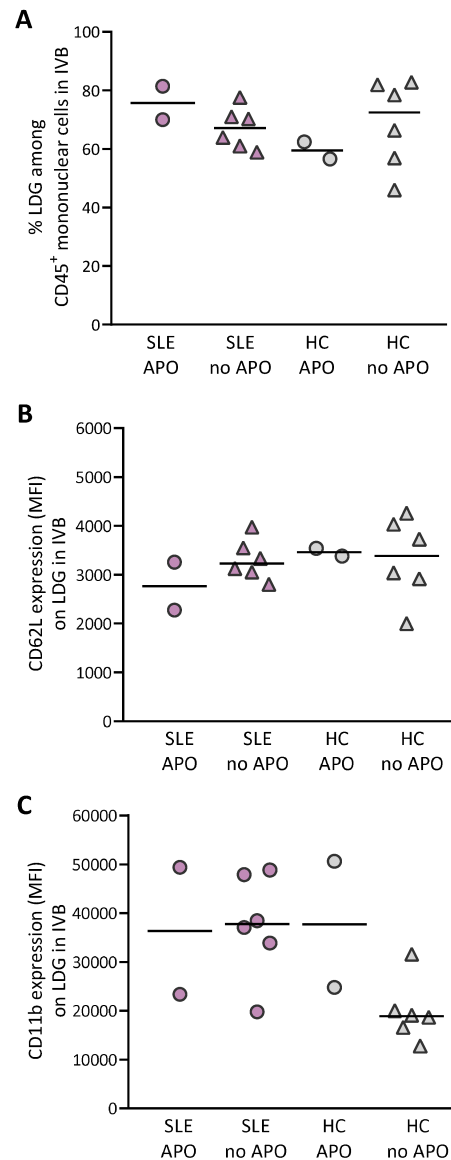 A
% LDG among
CD45+ mononuclear cells in IVB
100
80
60
40
20
0
SLE APO
SLE no APO
HC APO
HC no APO
B
CD62L expression (MFI)
on LDG in IVB
6000
5000
4000
3000
2000
1000
0
SLE APO
SLE no APO
HC APO
HC no APO
C
CD11b expression (MFI)
on LDG in IVB
60000
50000
40000
30000
20000
10000
0
SLE APO
SLE no APO
HC APO
HC no APO